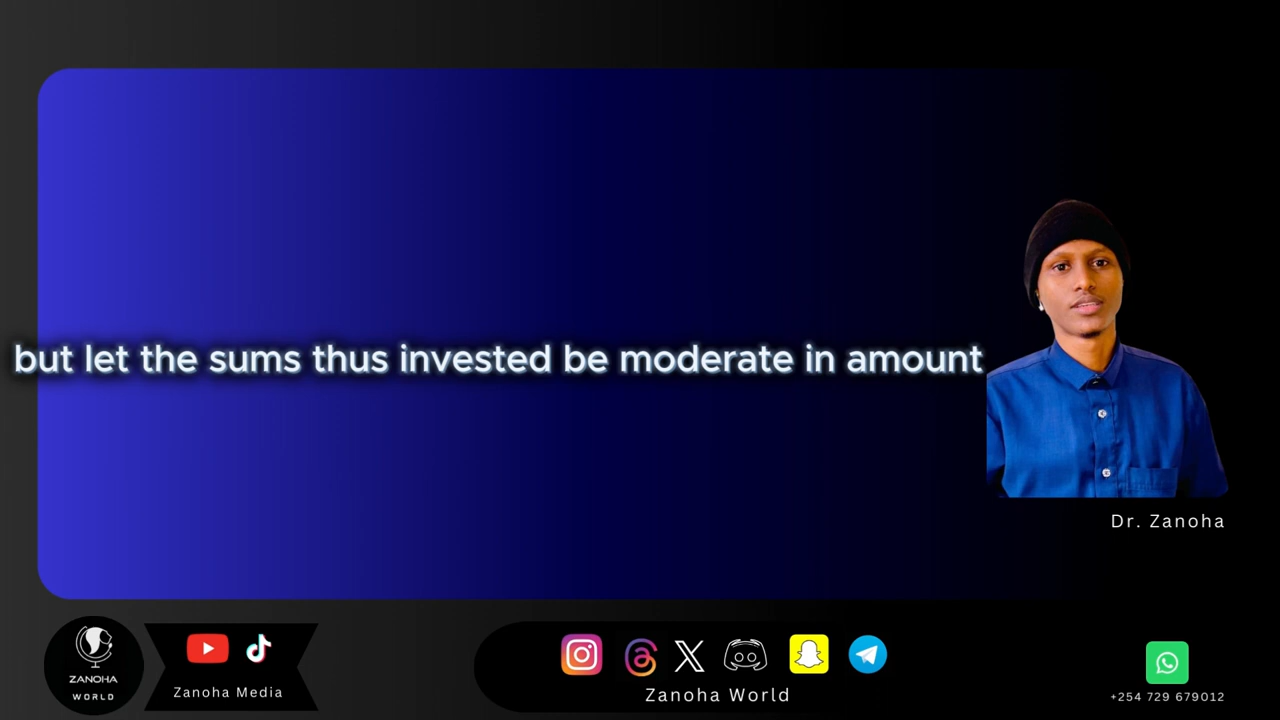 but let the sums thus invested be moderate in amount
Dr. Zanoha
ZANOHA
WORLD
Zanoha Media
Zanoha World
+254 729 679012